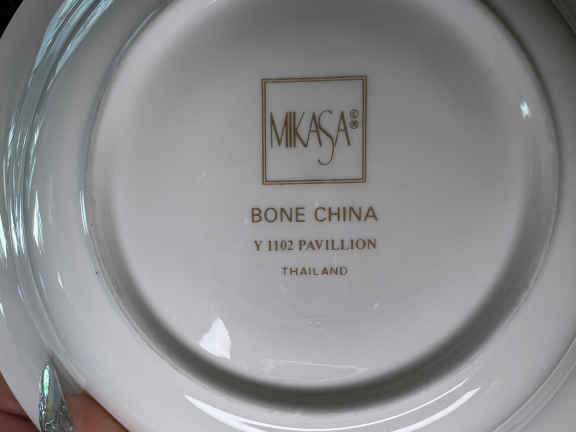 MIKASA©®
BONE CHINA
Y 1102 PAVILLION
THAILAND